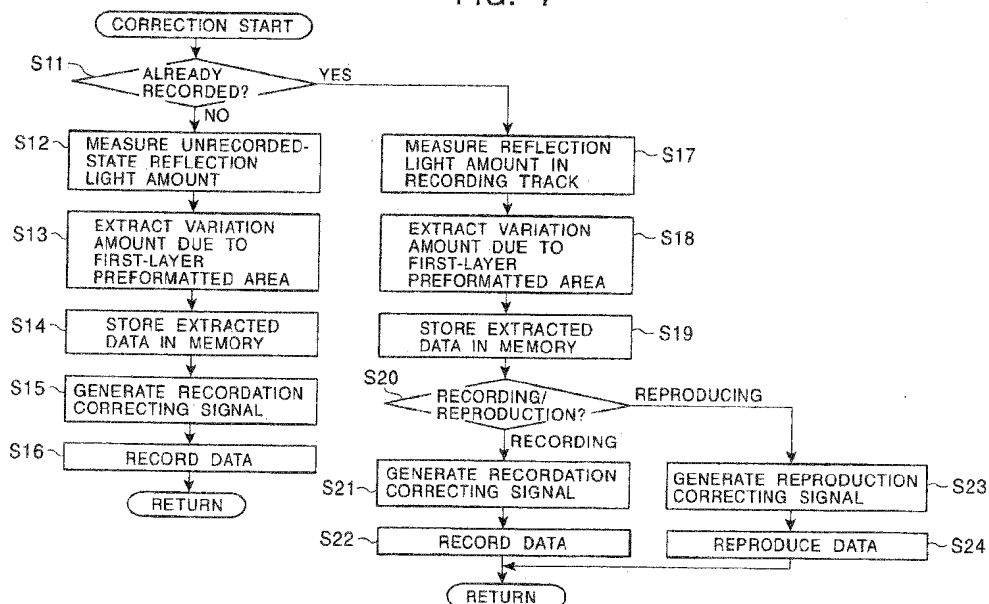 CORRECTION START
S11
ALREADY
RECORDED?
YES
NO
S12
MEASURE UNRECORDED-
STATE REFLECTION
LIGHT AMOUNT
S13
EXTRACT VARIATION
AMOUNT DUE TO
FIRST-LAYER
PREFORMATTED AREA
S14
STORE EXTRACTED
DATA IN MEMORY
S15
GENERATE RECORDATION
CORRECTING SIGNAL
S16
RECORD DATA
RETURN
MEASURE REFLECTION
LIGHT AMOUNT IN
RECORDING TRACK
S17
EXTRACT VARIATION
AMOUNT DUE TO
FIRST-LAYER
PREFORMATTED AREA
S18
STORE EXTRACTED
DATA IN MEMORY
S19
S20
RECORDING/
REPRODUCTION?
REPRODUCING
RECORDING
S21
GENERATE RECORDATION
CORRECTING SIGNAL
S22
RECORD DATA
GENERATE REPRODUCTION
CORRECTING SIGNAL
S23
REPRODUCE DATA
S24
RETURN